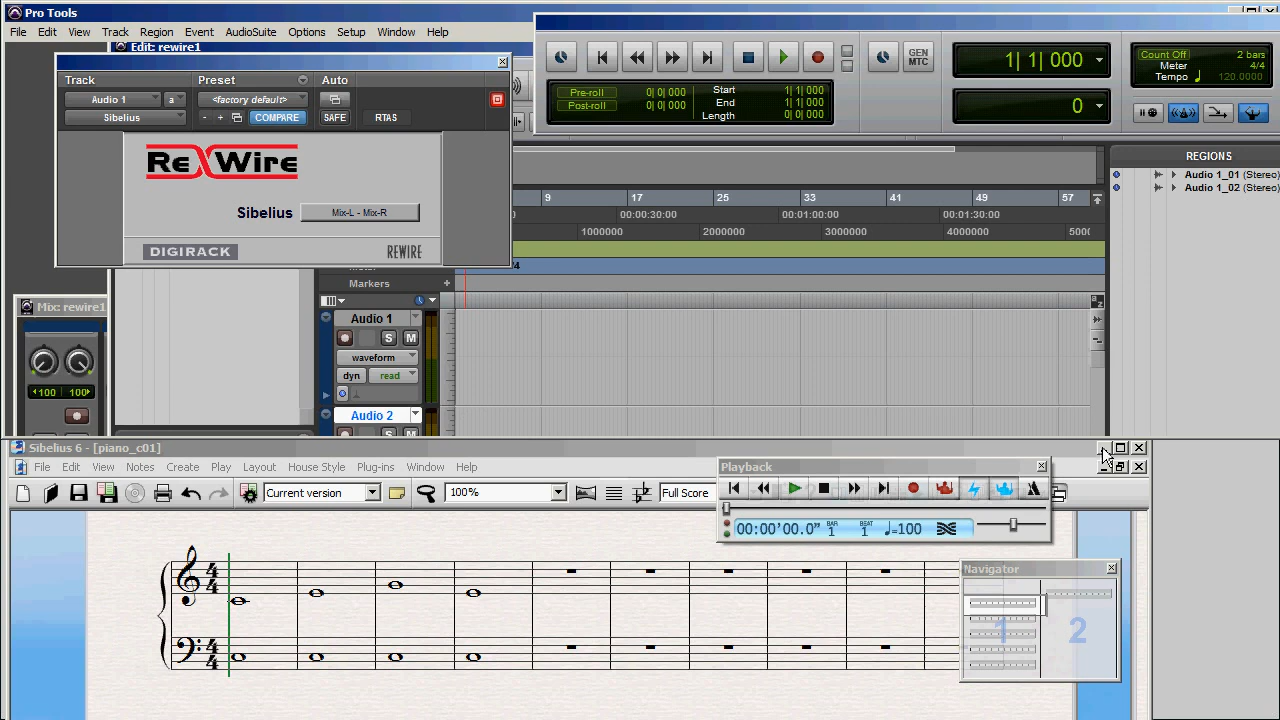 Pro Tools
File Edit View Track Region Event AudioSuite Options Setup Window Help
Edit: rewire1
Track Preset Auto
Audio 1 a <factory default>
Sibelius - + COMPARE SAFE RTAS
ReWire
Sibelius Mix-L - Mix-R
DIGIRACK REWIRE
GEN
MTC
Pre-roll 0| 0| 000
Post-roll 0| 0| 000
Start 1| 1| 000
End 1| 1| 000
Length 0| 0| 000
1| 1| 000
0
Count Off 2 bars
Meter 4/4
Tempo 120.0000
REGIONS
Audio 1_01 (Stereo)
Audio 1_02 (Stereo)
9 17 25 33 41 49 57
0:00:30:00 00:01:00:00 00:01:30:00
1000000 2000000 3000000 4000000 5000
Markers +
Audio 1
S M
waveform
dyn read
Audio 2
Mix: rewire1
100 100
Sibelius 6 - [piano_c01]
File Edit View Notes Create Play Layout House Style Plug-ins Window Help
Current version 100% Full Score
Playback
00:00'00.0" BAR 1 BEAT 1 =100
Navigator
1 2